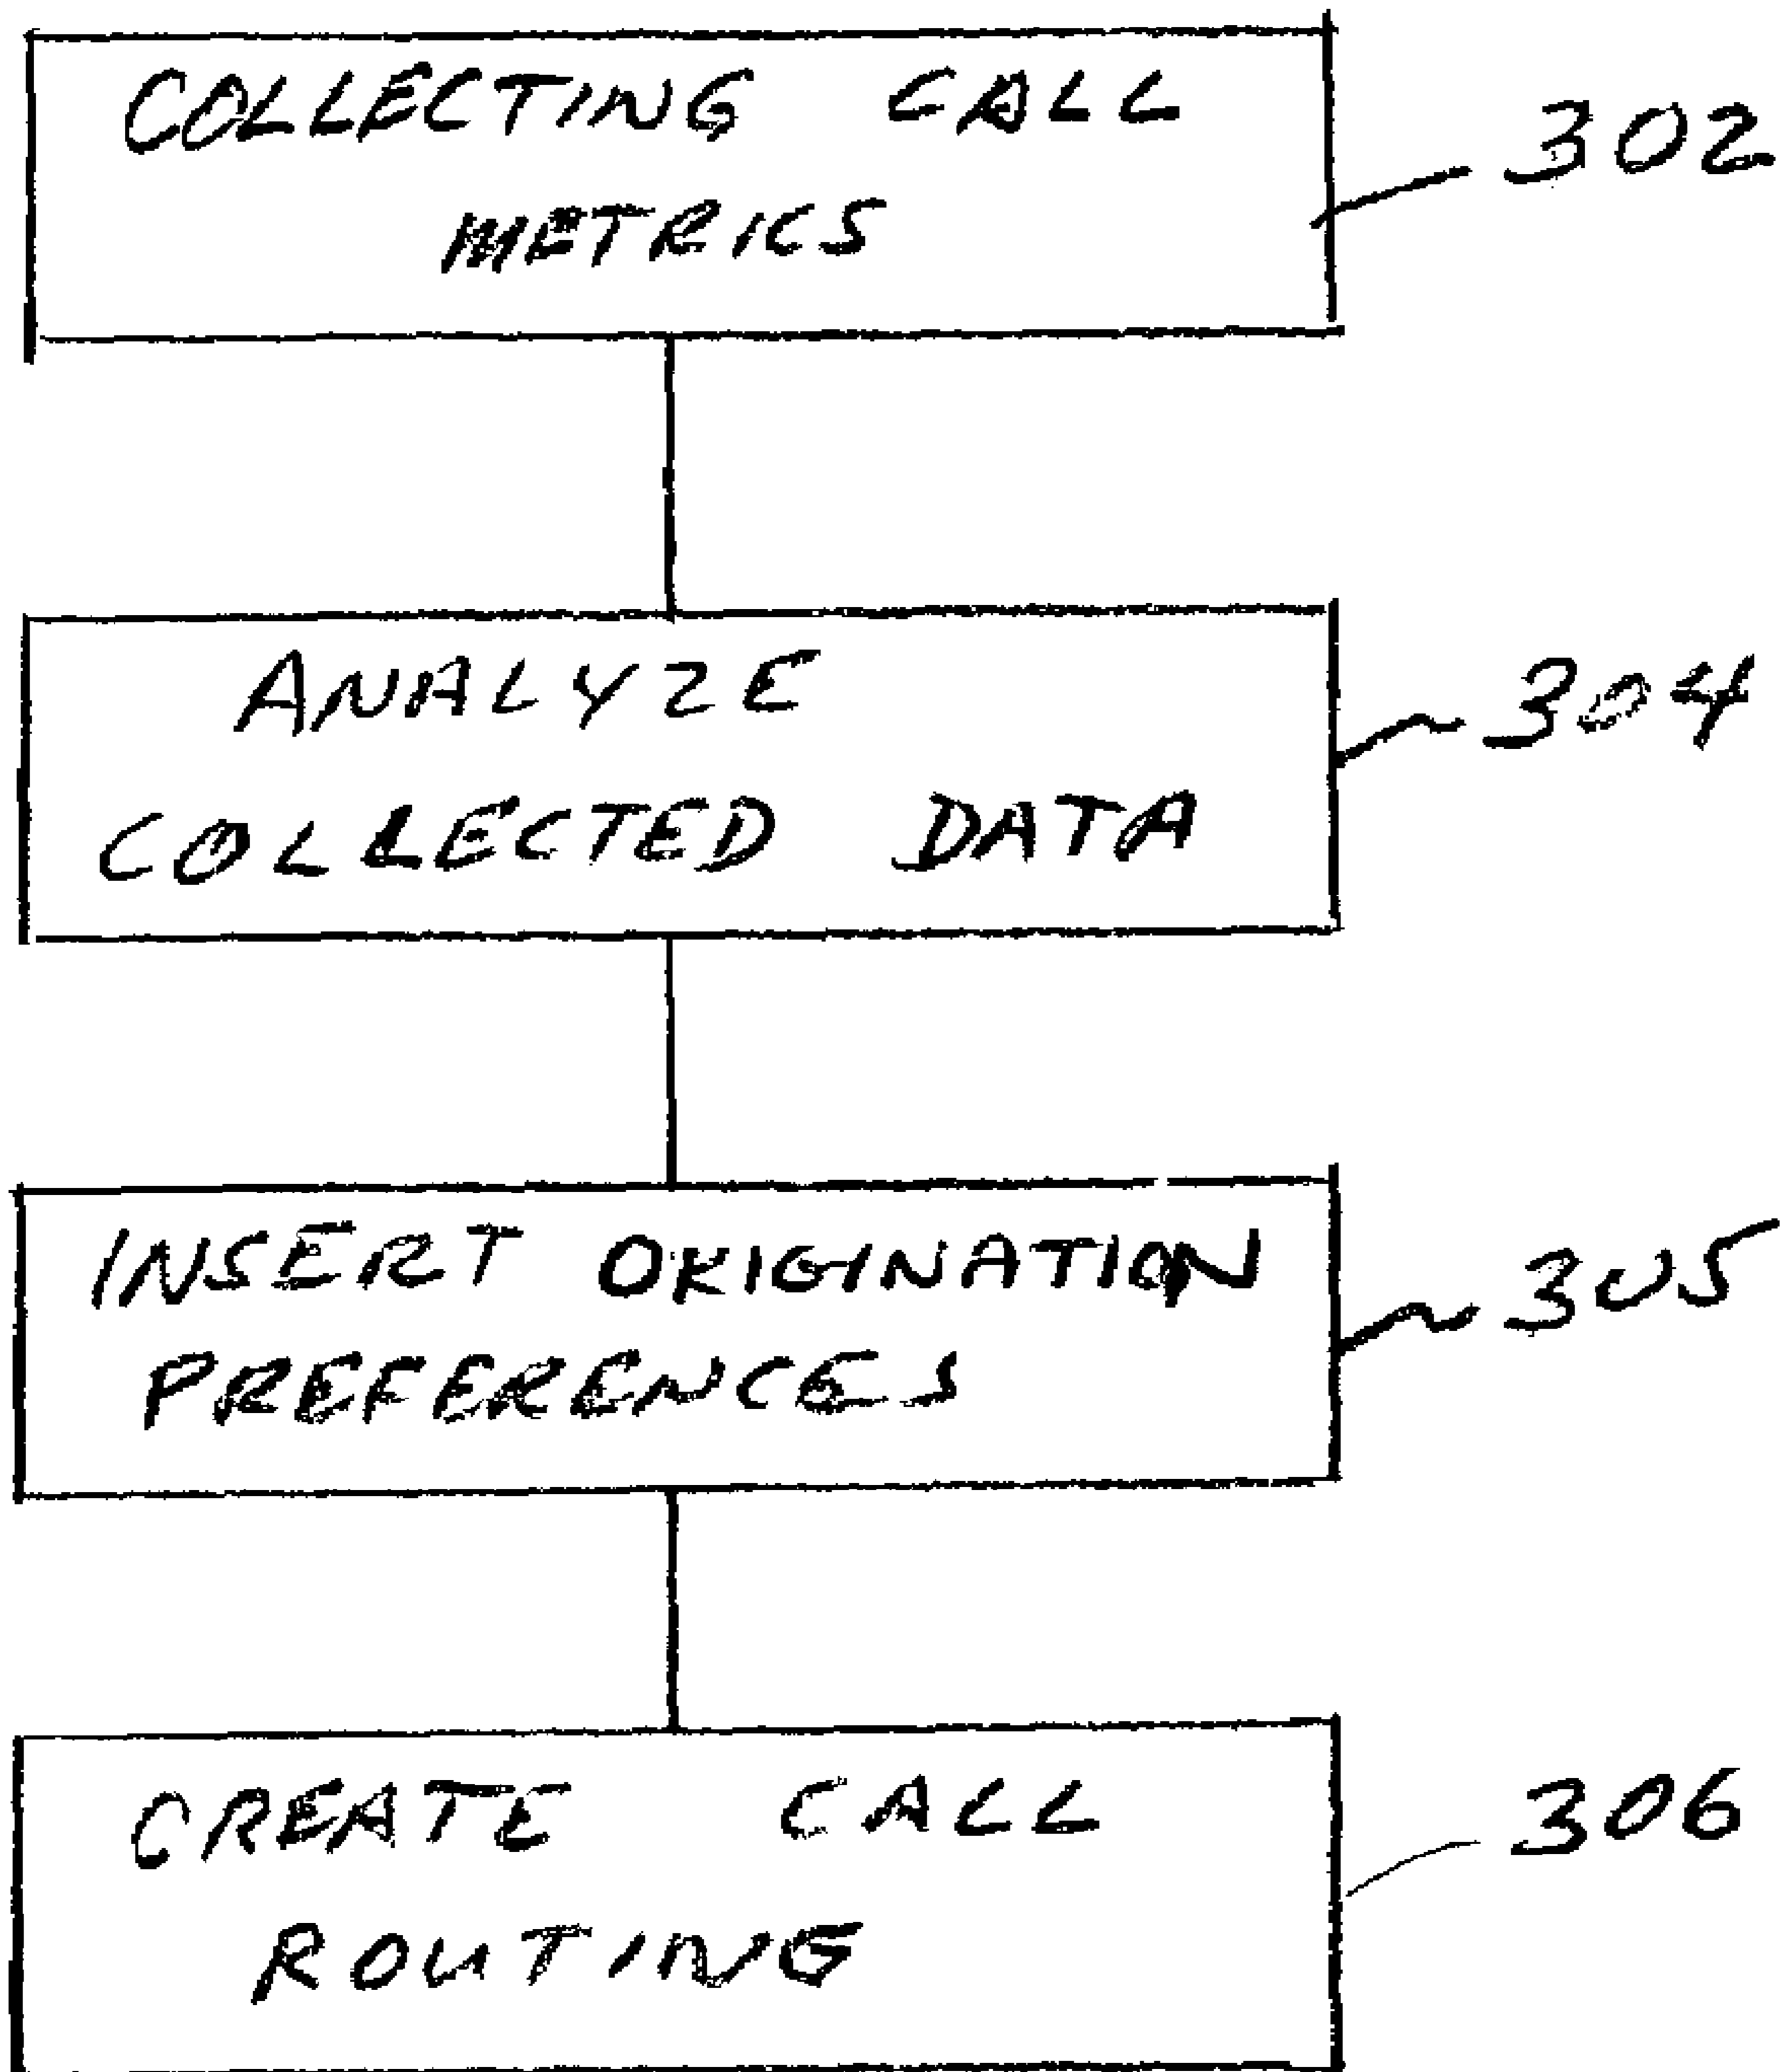 COLLECTING CALL
METRICS
302
ANALYZE
COLLECTED DATA
304
INSERT ORIGINATION
PREFERENCES
305
CREATE CALL
ROUTING
306